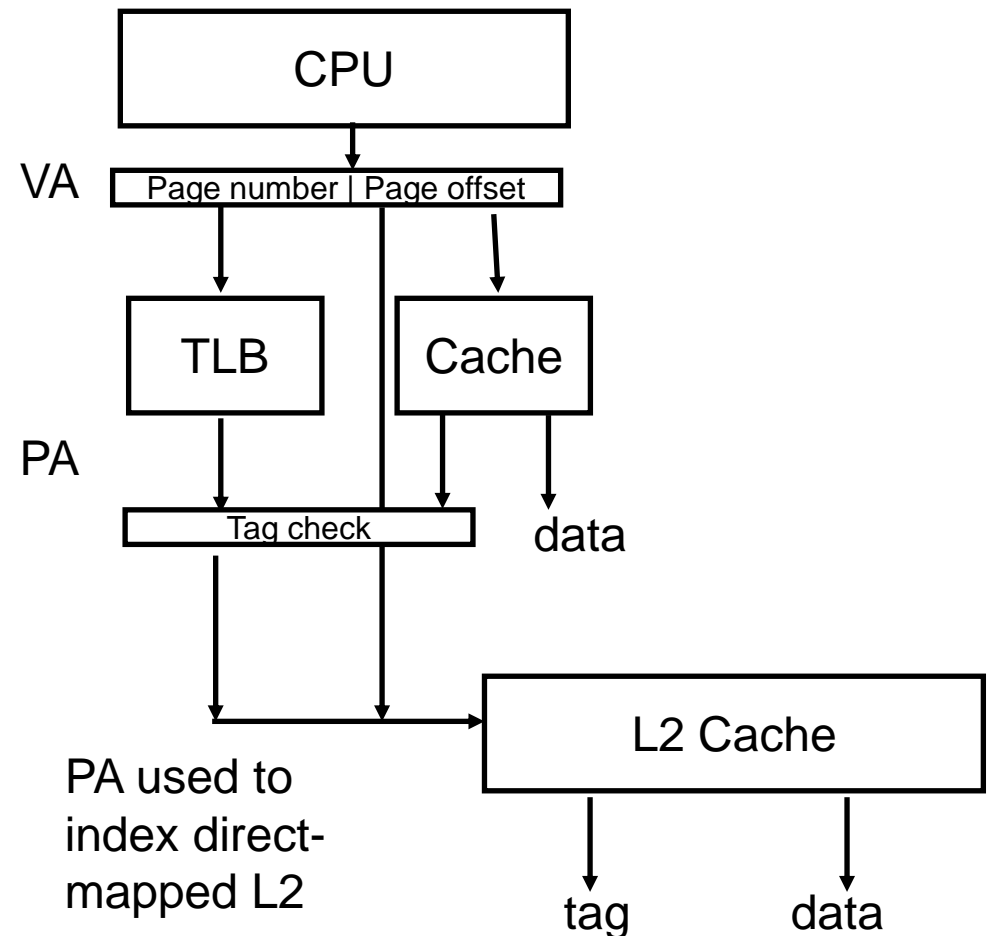 CPU
VA
Page number | Page offset
TLB
Cache
PA
Tag check
data
L2 Cache
PA used to
index direct-
mapped L2
tag
data